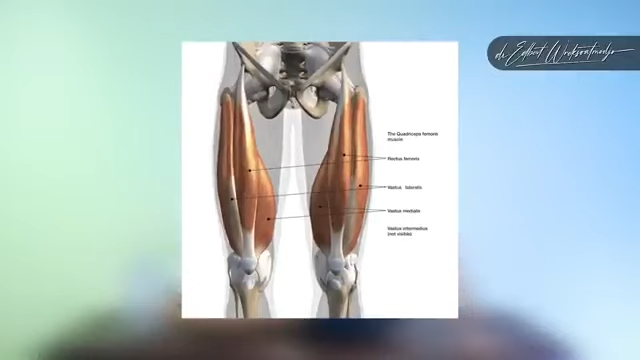 The Quadriceps femoris
muscle
Rectus femoris
Vastus lateralis
Vastus medialis
Vastus intermedius
(not visible)